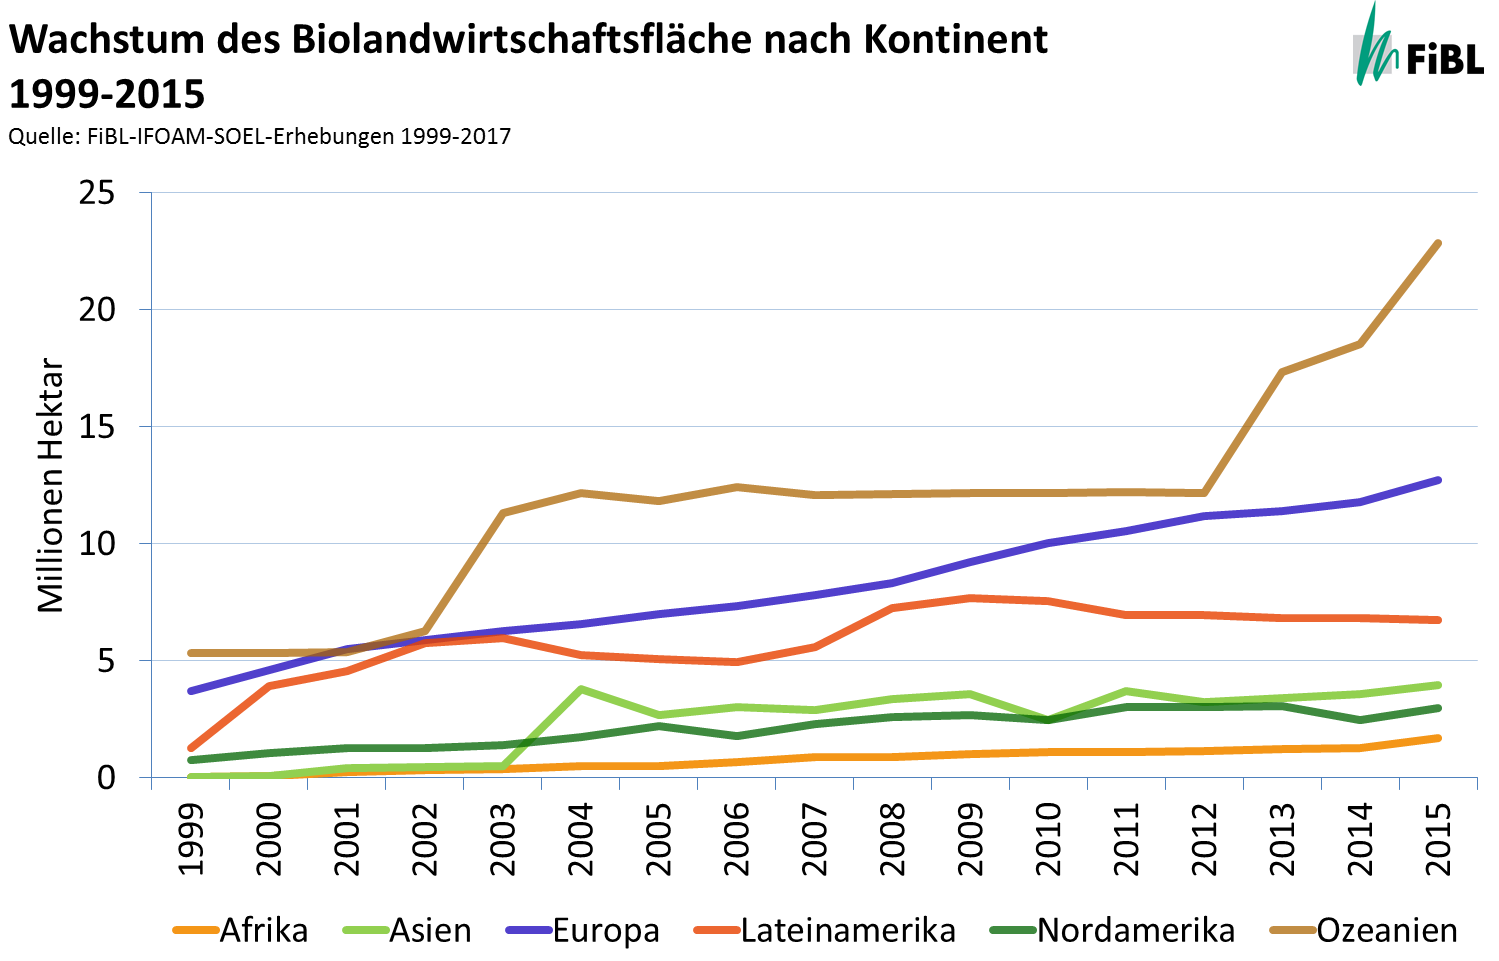 Wachstum des Biolandwirtschaftsfläche nach Kontinent
1999-2015
Quelle: FiBL-IFOAM-SOEL-Erhebungen 1999-2017
FiBL
Millionen Hektar
25
20
15
10
5
0
1999 2000 2001 2002 2003 2004 2005 2006 2007 2008 2009 2010 2011 2012 2013 2014 2015
Afrika Asien Europa Lateinamerika Nordamerika Ozeanien